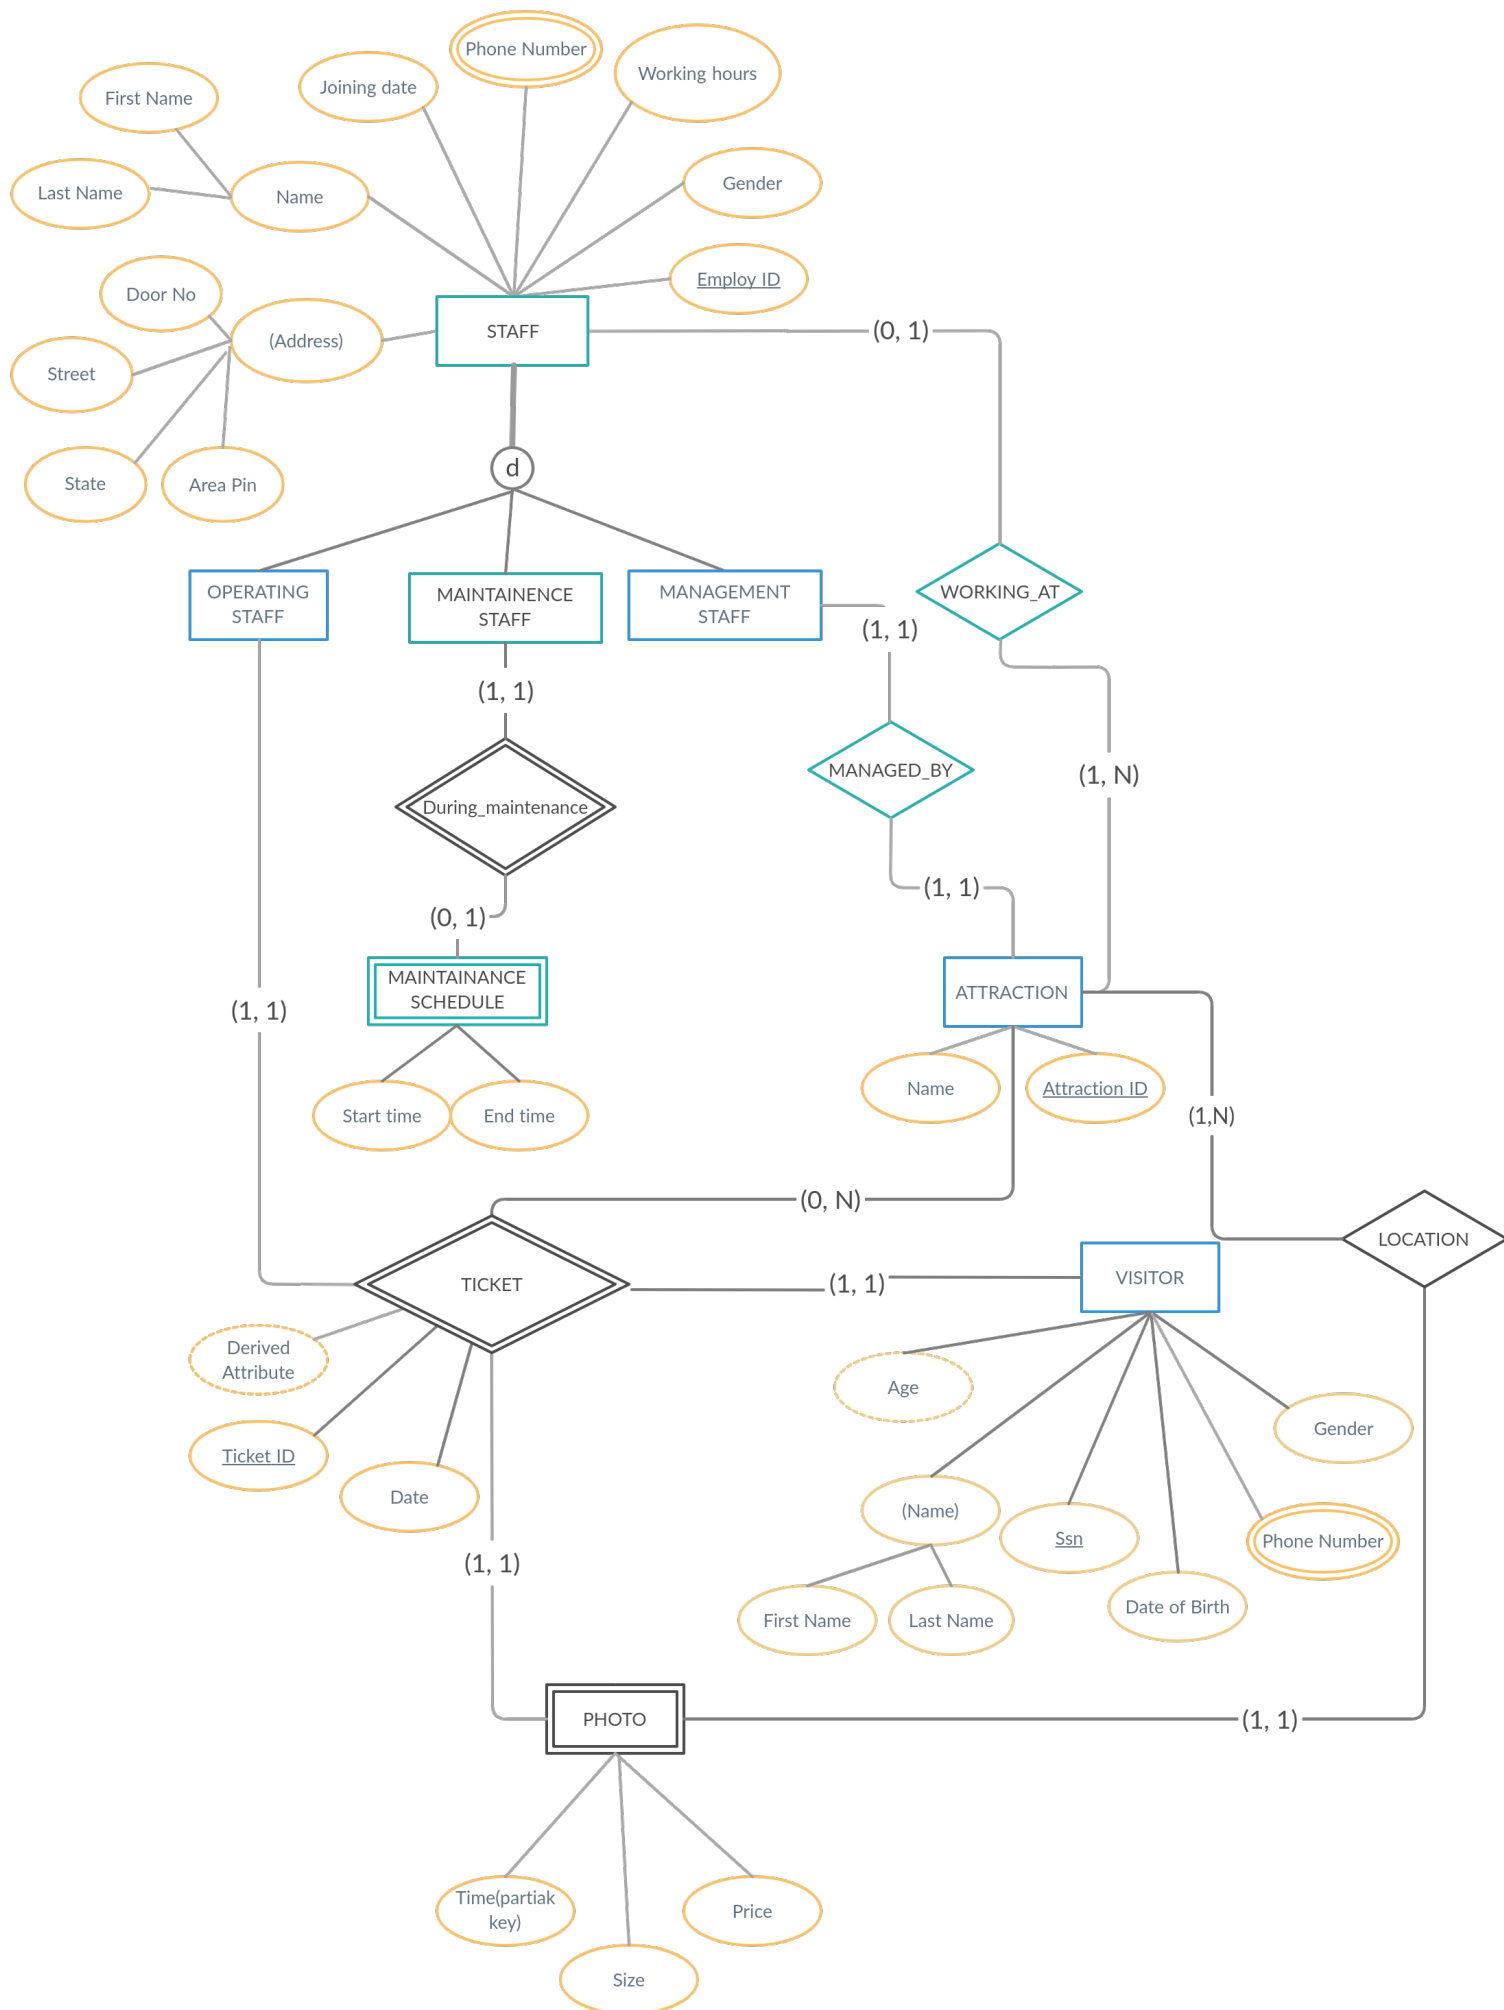 Phone Number
Working hours
Joining date
First Name
Gender
Last Name
Name
Employ ID
Door No
(Address)
STAFF
(0, 1)
Street
d
State
Area Pin
OPERATING
STAFF
MAINTAINENCE
STAFF
MANAGEMENT
STAFF
WORKING_AT
(1, 1)
(1, 1)
MANAGED_BY
(1, N)
During_maintenance
(1, 1)
(0, 1)
MAINTAINANCE
SCHEDULE
ATTRACTION
(1, 1)
Name
Attraction ID
Start time
End time
(1,N)
(0, N)
LOCATION
TICKET
(1, 1)
VISITOR
Derived
Attribute
Age
Gender
Ticket ID
Date
(Name)
Ssn
Phone Number
(1, 1)
Date of Birth
First Name
Last Name
PHOTO
(1, 1)
Time(partiak
key)
Price
Size